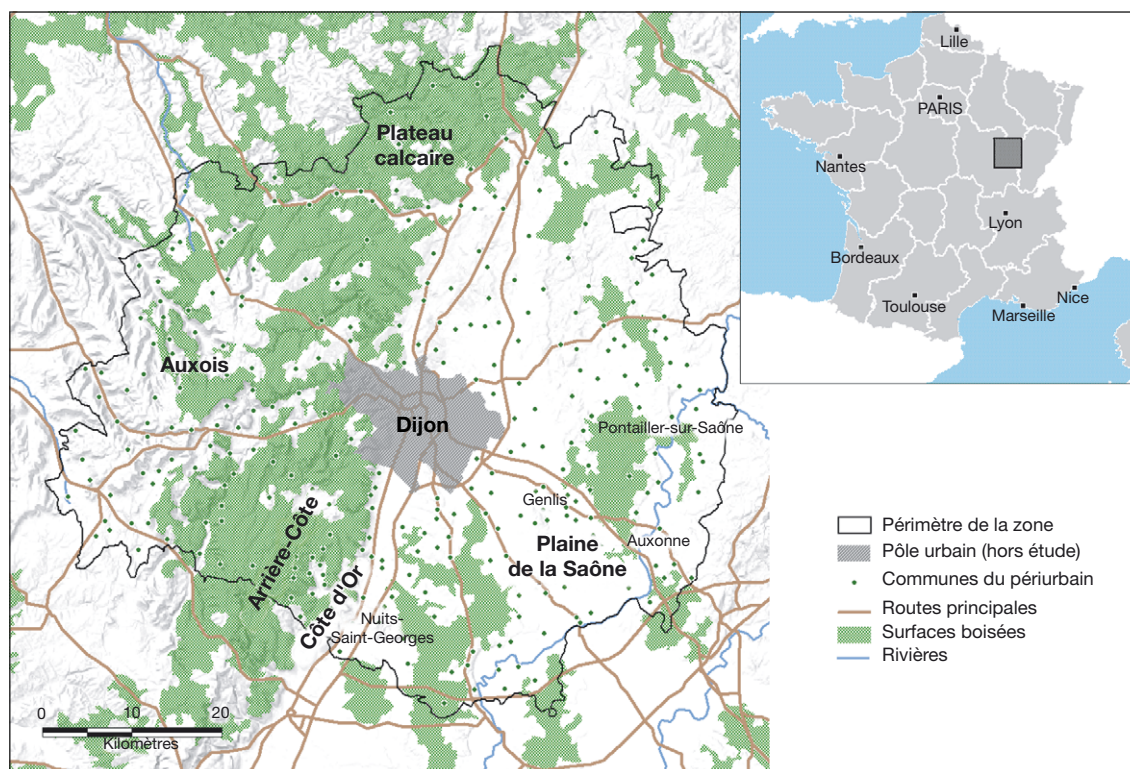 Plateau
calcaire
Auxois
Dijon
Pontailler-sur-Saône
Genlis
Auxonne
Plaine
de la Saône
Arrière-Côte
Côte d'Or
Nuits-
Saint-Georges
0 10 20
Kilomètres
Lille
PARIS
Nantes
Lyon
Bordeaux
Toulouse
Marseille
Nice
Périmètre de la zone
Pôle urbain (hors étude)
Communes du périurbain
Routes principales
Surfaces boisées
Rivières